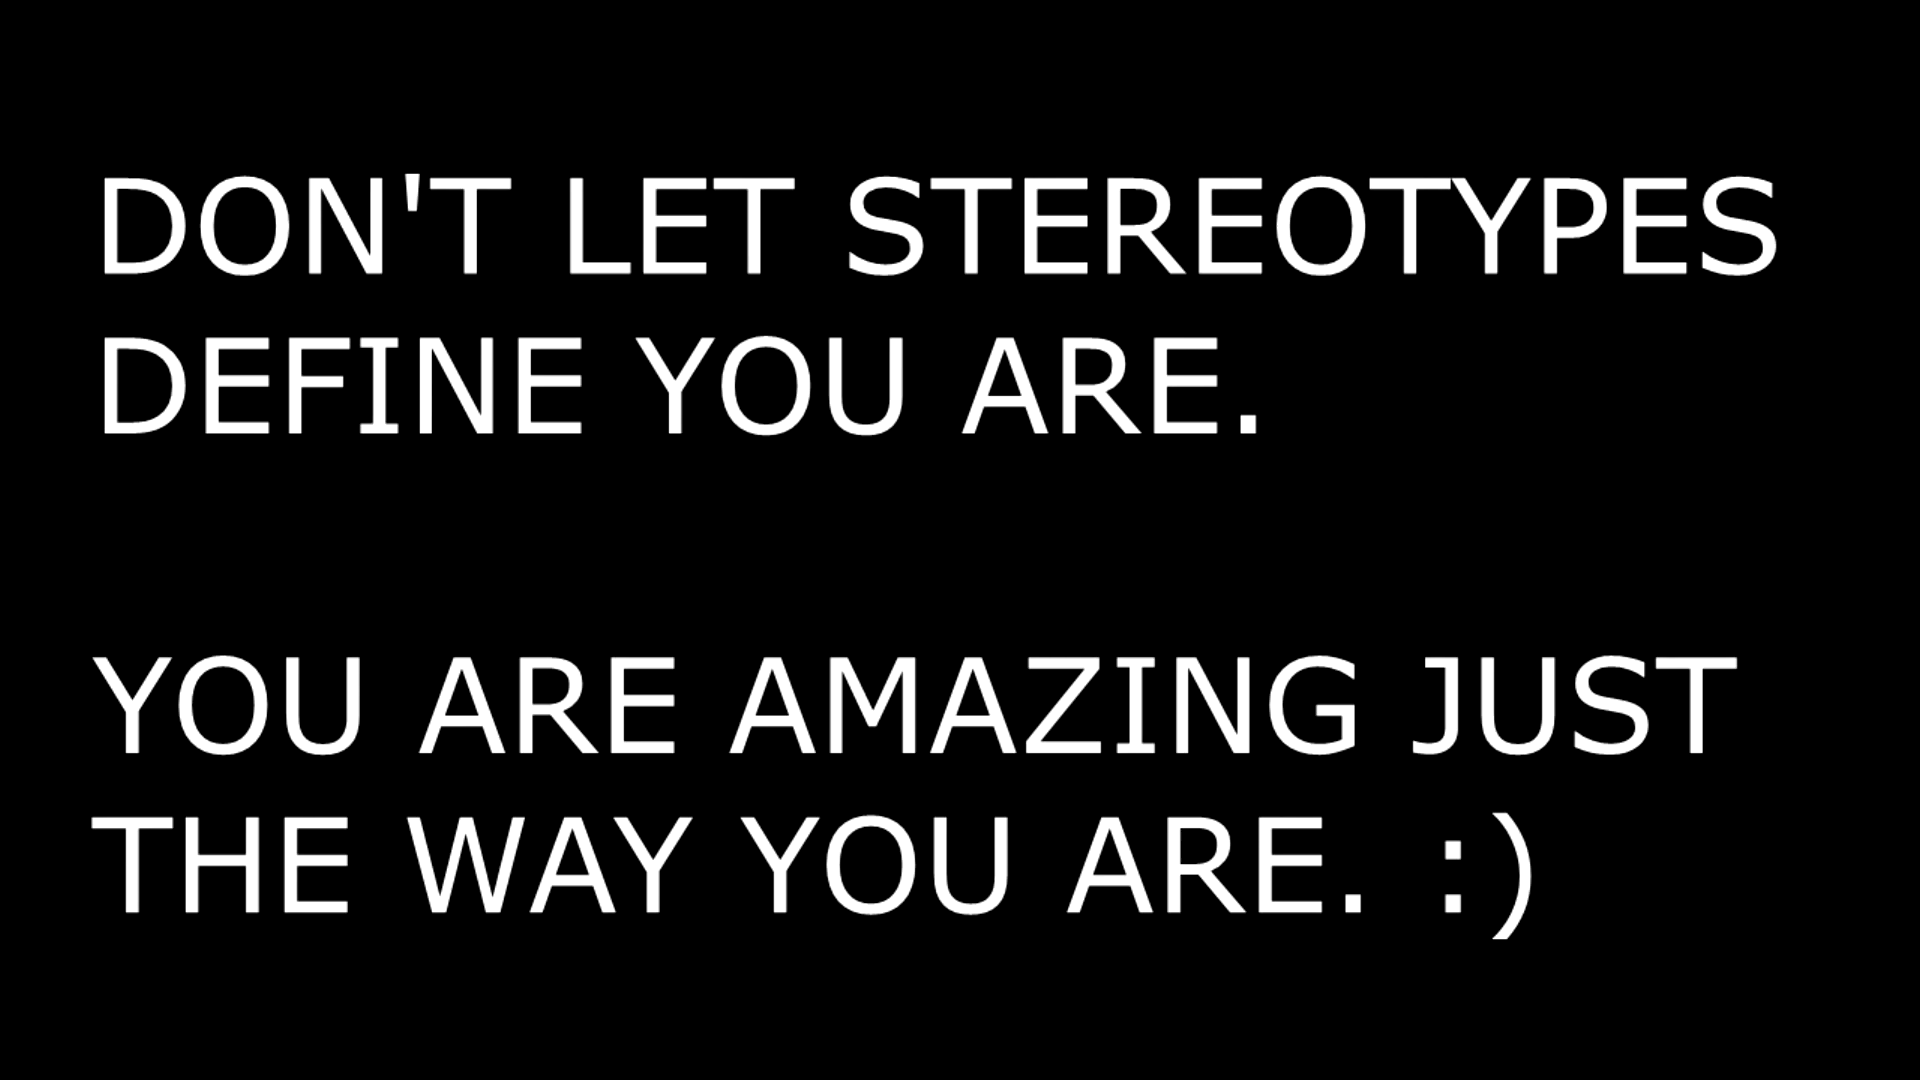 DON'T LET STEREOTYPES
DEFINE YOU ARE.
YOU ARE AMAZING JUST
THE WAY YOU ARE. :)